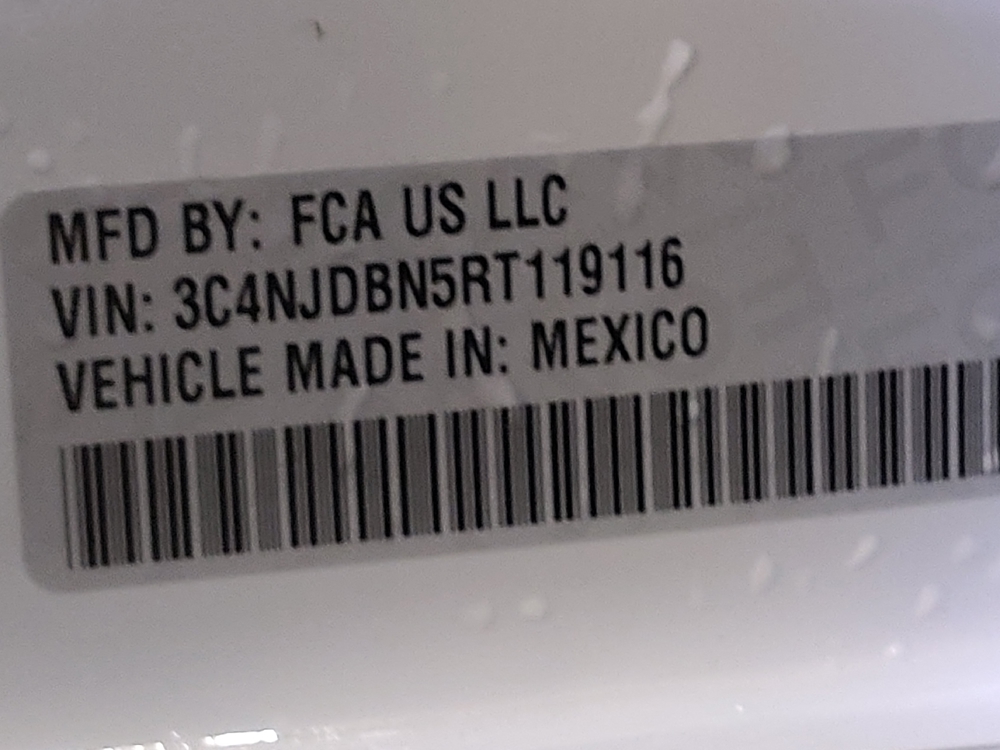 MFD BY: FCA US LLC
VIN: 3C4NJDBN5RT119116
VEHICLE MADE IN: MEXICO